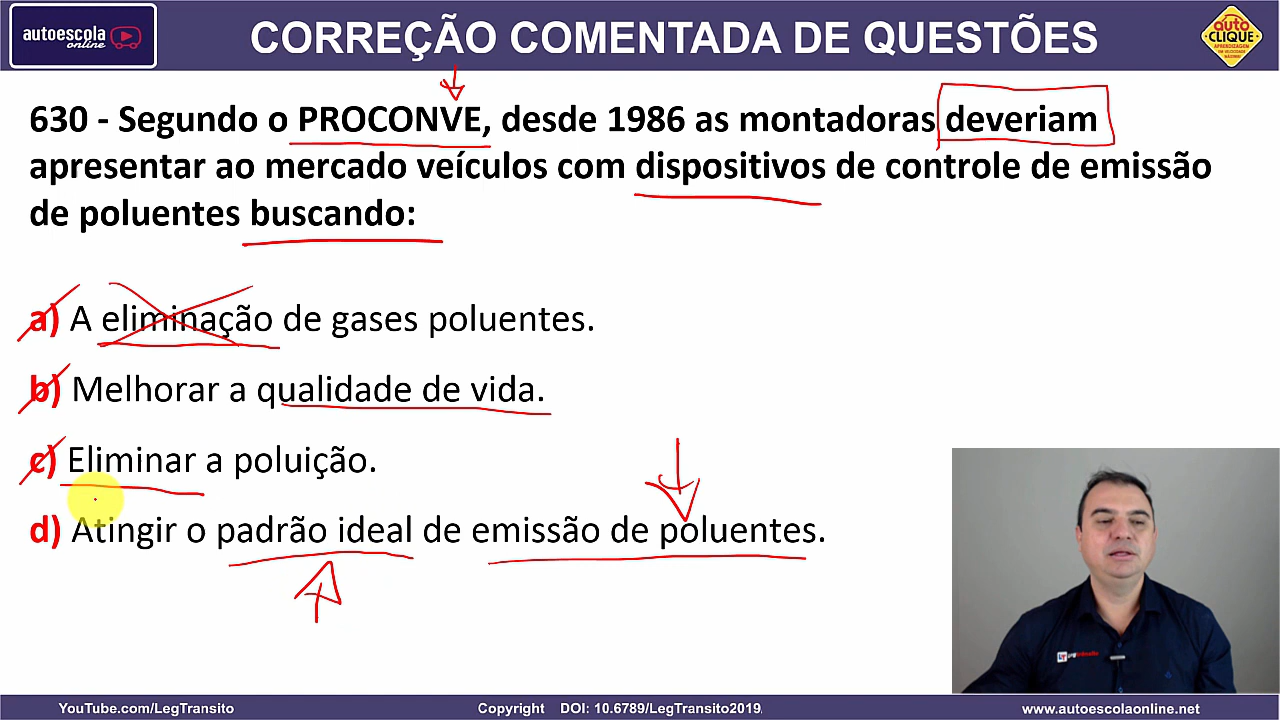 autoescola
online
CORREÇÃO COMENTADA DE QUESTÕES
auto
CLIQUE
630 - Segundo o PROCONVE, desde 1986 as montadoras deveriam
apresentar ao mercado veículos com dispositivos de controle de emissão
de poluentes buscando:
a) A eliminação de gases poluentes.
b) Melhorar a qualidade de vida.
c) Eliminar a poluição.
d) Atingir o padrão ideal de emissão de poluentes.
YouTube.com/LegTransito
Copyright DOI: 10.6789/LegTransito2019
www.autoescolaonline.net